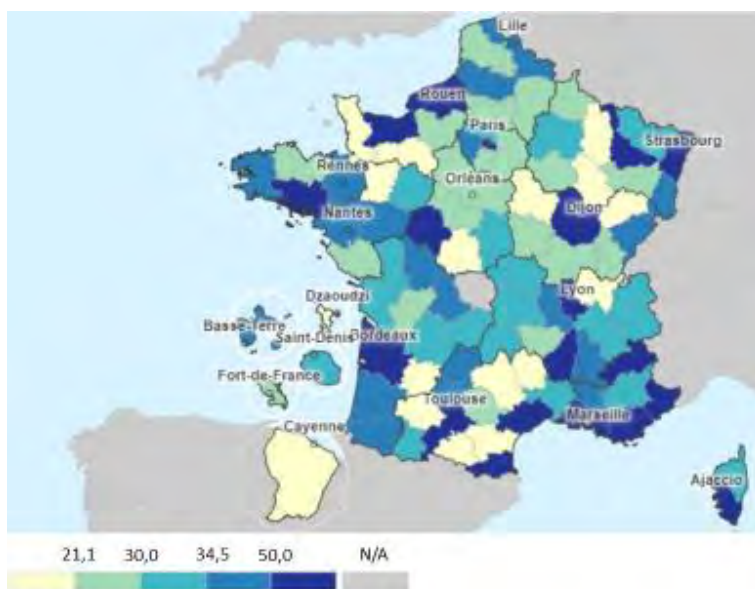 Lille
Rouen
Paris
Strasbourg
Rennes
Orléans
Nantes
Dijon
Lyon
Dzaoudzi
Basse-Terre
Saint-Denis
Bordeaux
Fort-de-France
Toulouse
Marseille
Cayenne
Ajaccio
21,1 30,0 34,5 50,0 N/A